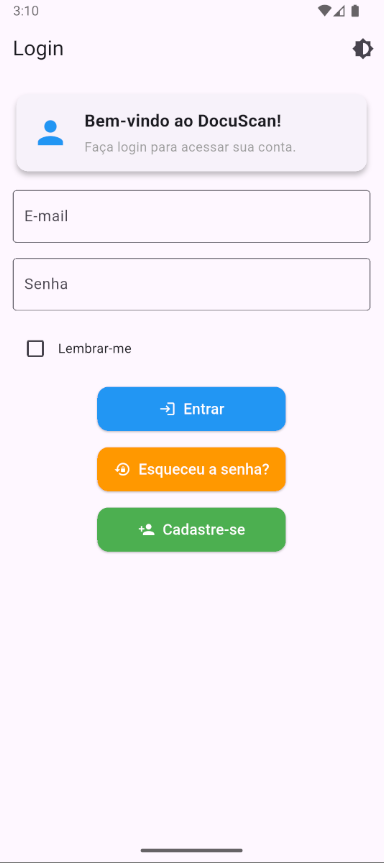 3:10
Login
Bem-vindo ao DocuScan!
Faça login para acessar sua conta.
E-mail
Senha
Lembrar-me
Entrar
Esqueceu a senha?
Cadastre-se